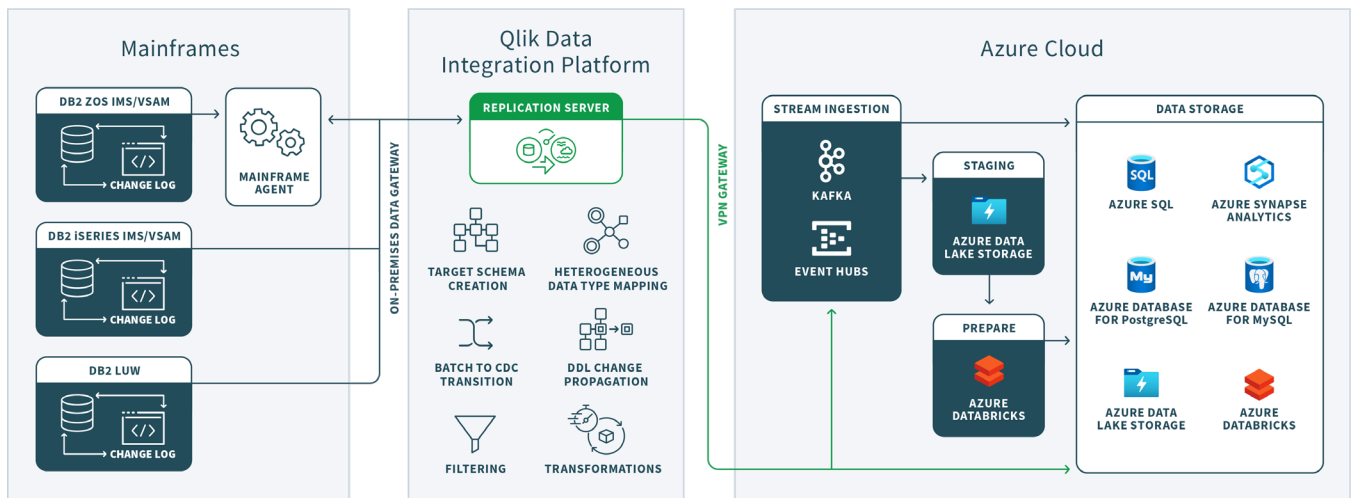 Mainframes
DB2 ZOS IMS/VSAM
CHANGE LOG
MAINFRAME
AGENT
DB2 iSERIES IMS/VSAM
CHANGE LOG
DB2 LUW
CHANGE LOG
ON-PREMISES DATA GATEWAY
Qlik Data
Integration Platform
REPLICATION SERVER
TARGET SCHEMA
CREATION
HETEROGENEOUS
DATA TYPE MAPPING
BATCH TO CDC
TRANSITION
DDL CHANGE
PROPAGATION
FILTERING
TRANSFORMATIONS
VPN GATEWAY
Azure Cloud
STREAM INGESTION
KAFKA
EVENT HUBS
STAGING
AZURE DATA
LAKE STORAGE
PREPARE
AZURE
DATABRICKS
DATA STORAGE
SQL
AZURE SQL
AZURE SYNAPSE
ANALYTICS
My
AZURE DATABASE
FOR PostgreSQL
AZURE DATABASE
FOR MySQL
AZURE DATA
LAKE STORAGE
AZURE
DATABRICKS